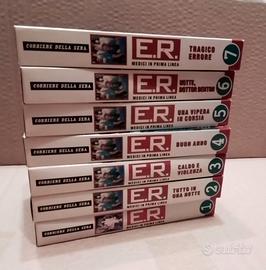 CORRIERE DELLA SERA
E.R.
MEDICI IN PRIMA LINEA
TRAGICO
ERRORE
7
CORRIERE DELLA SERA
E.R.
MEDICI IN PRIMA LINEA
NOTTE,
DOTTOR BENTON
6
CORRIERE DELLA SERA
E.R.
MEDICI IN PRIMA LINEA
UNA VIPERA
IN CORSIA
5
CORRIERE DELLA SERA
E.R.
MEDICI IN PRIMA LINEA
BUON ANNO
4
CORRIERE DELLA SERA
E.R.
MEDICI IN PRIMA LINEA
CALDO E
VIOLENZA
3
CORRIERE DELLA SERA
E.R.
MEDICI IN PRIMA LINEA
TUTTO IN
UNA NOTTE
2
CORRIERE DELLA SERA
E.R.
MEDICI IN PRIMA LINEA
1
subito